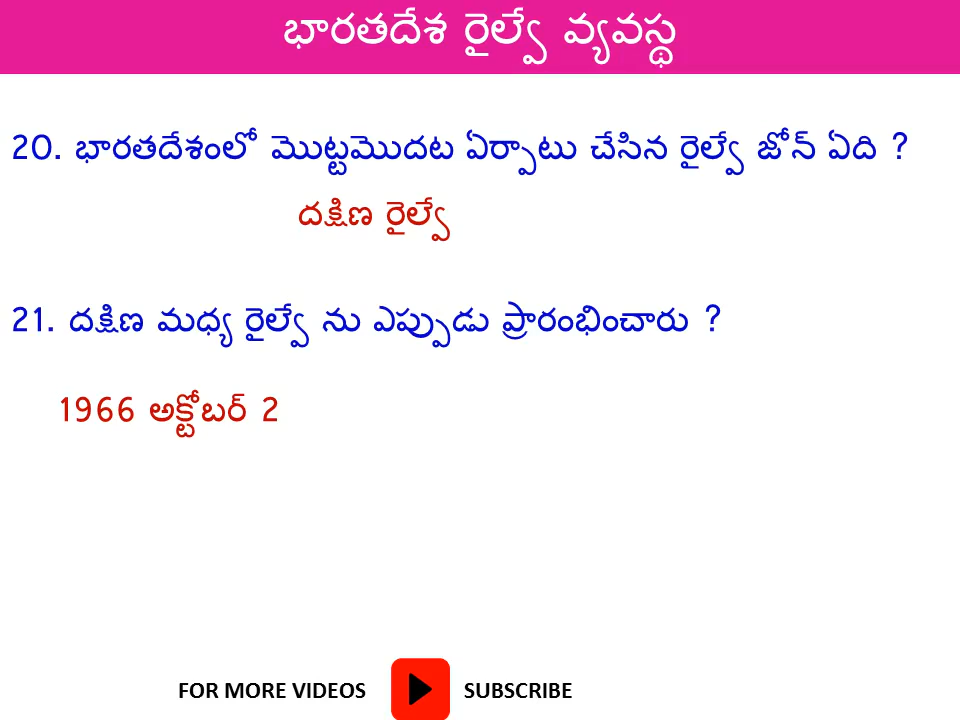 భారతదేశ రైల్వే వ్యవస్థ
20. భారతదేశంలో మొట్టమొదట ఏర్పాటు చేసిన రైల్వే జోన్ ఏది ?
దక్షిణ రైల్వే
21. దక్షిణ మధ్య రైల్వే ను ఎప్పుడు ప్రారంభించారు ?
1966 అక్టోబర్ 2
FOR MORE VIDEOS SUBSCRIBE